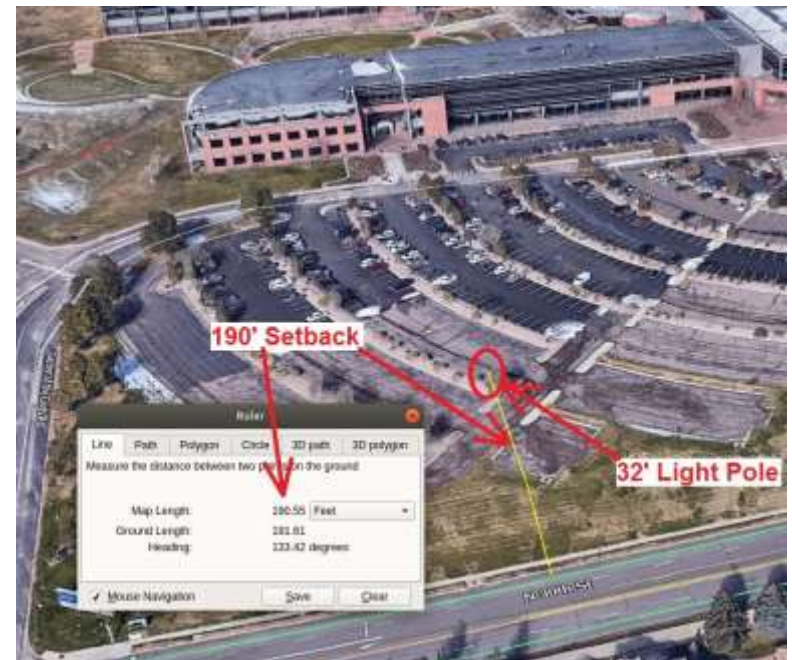 190' Setback
Ruler
Line Path Polygon Circle 3D path 3D polygon
Measure the distance between two points on the ground
Map Length: 190.55 Feet
Ground Length: 191.61
Heading: 133.42 degrees
Mouse Navigation Save Clear
32' Light Pole